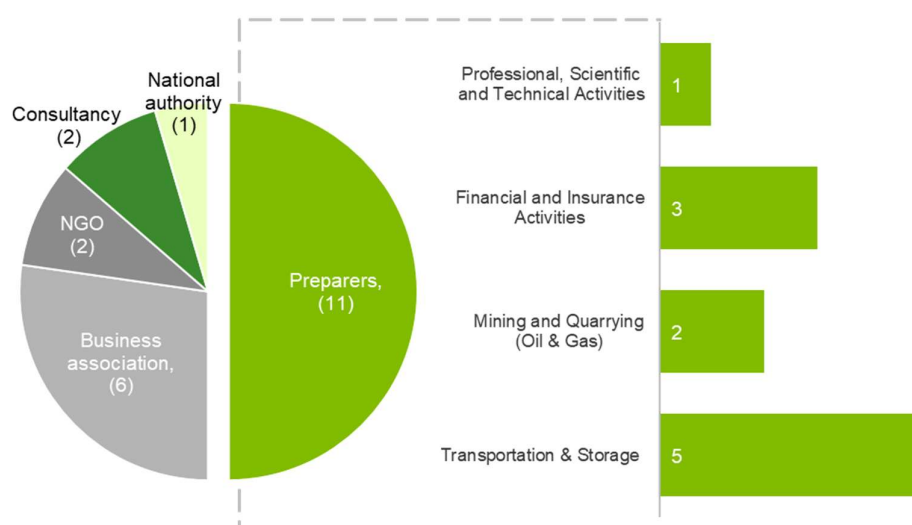 National
authority
(1)
Consultancy
(2)
NGO
(2)
Business
association,
(6)
Preparers,
(11)
Professional, Scientific
and Technical Activities
1
Financial and Insurance
Activities
3
Mining and Quarrying
(Oil & Gas)
2
Transportation & Storage
5